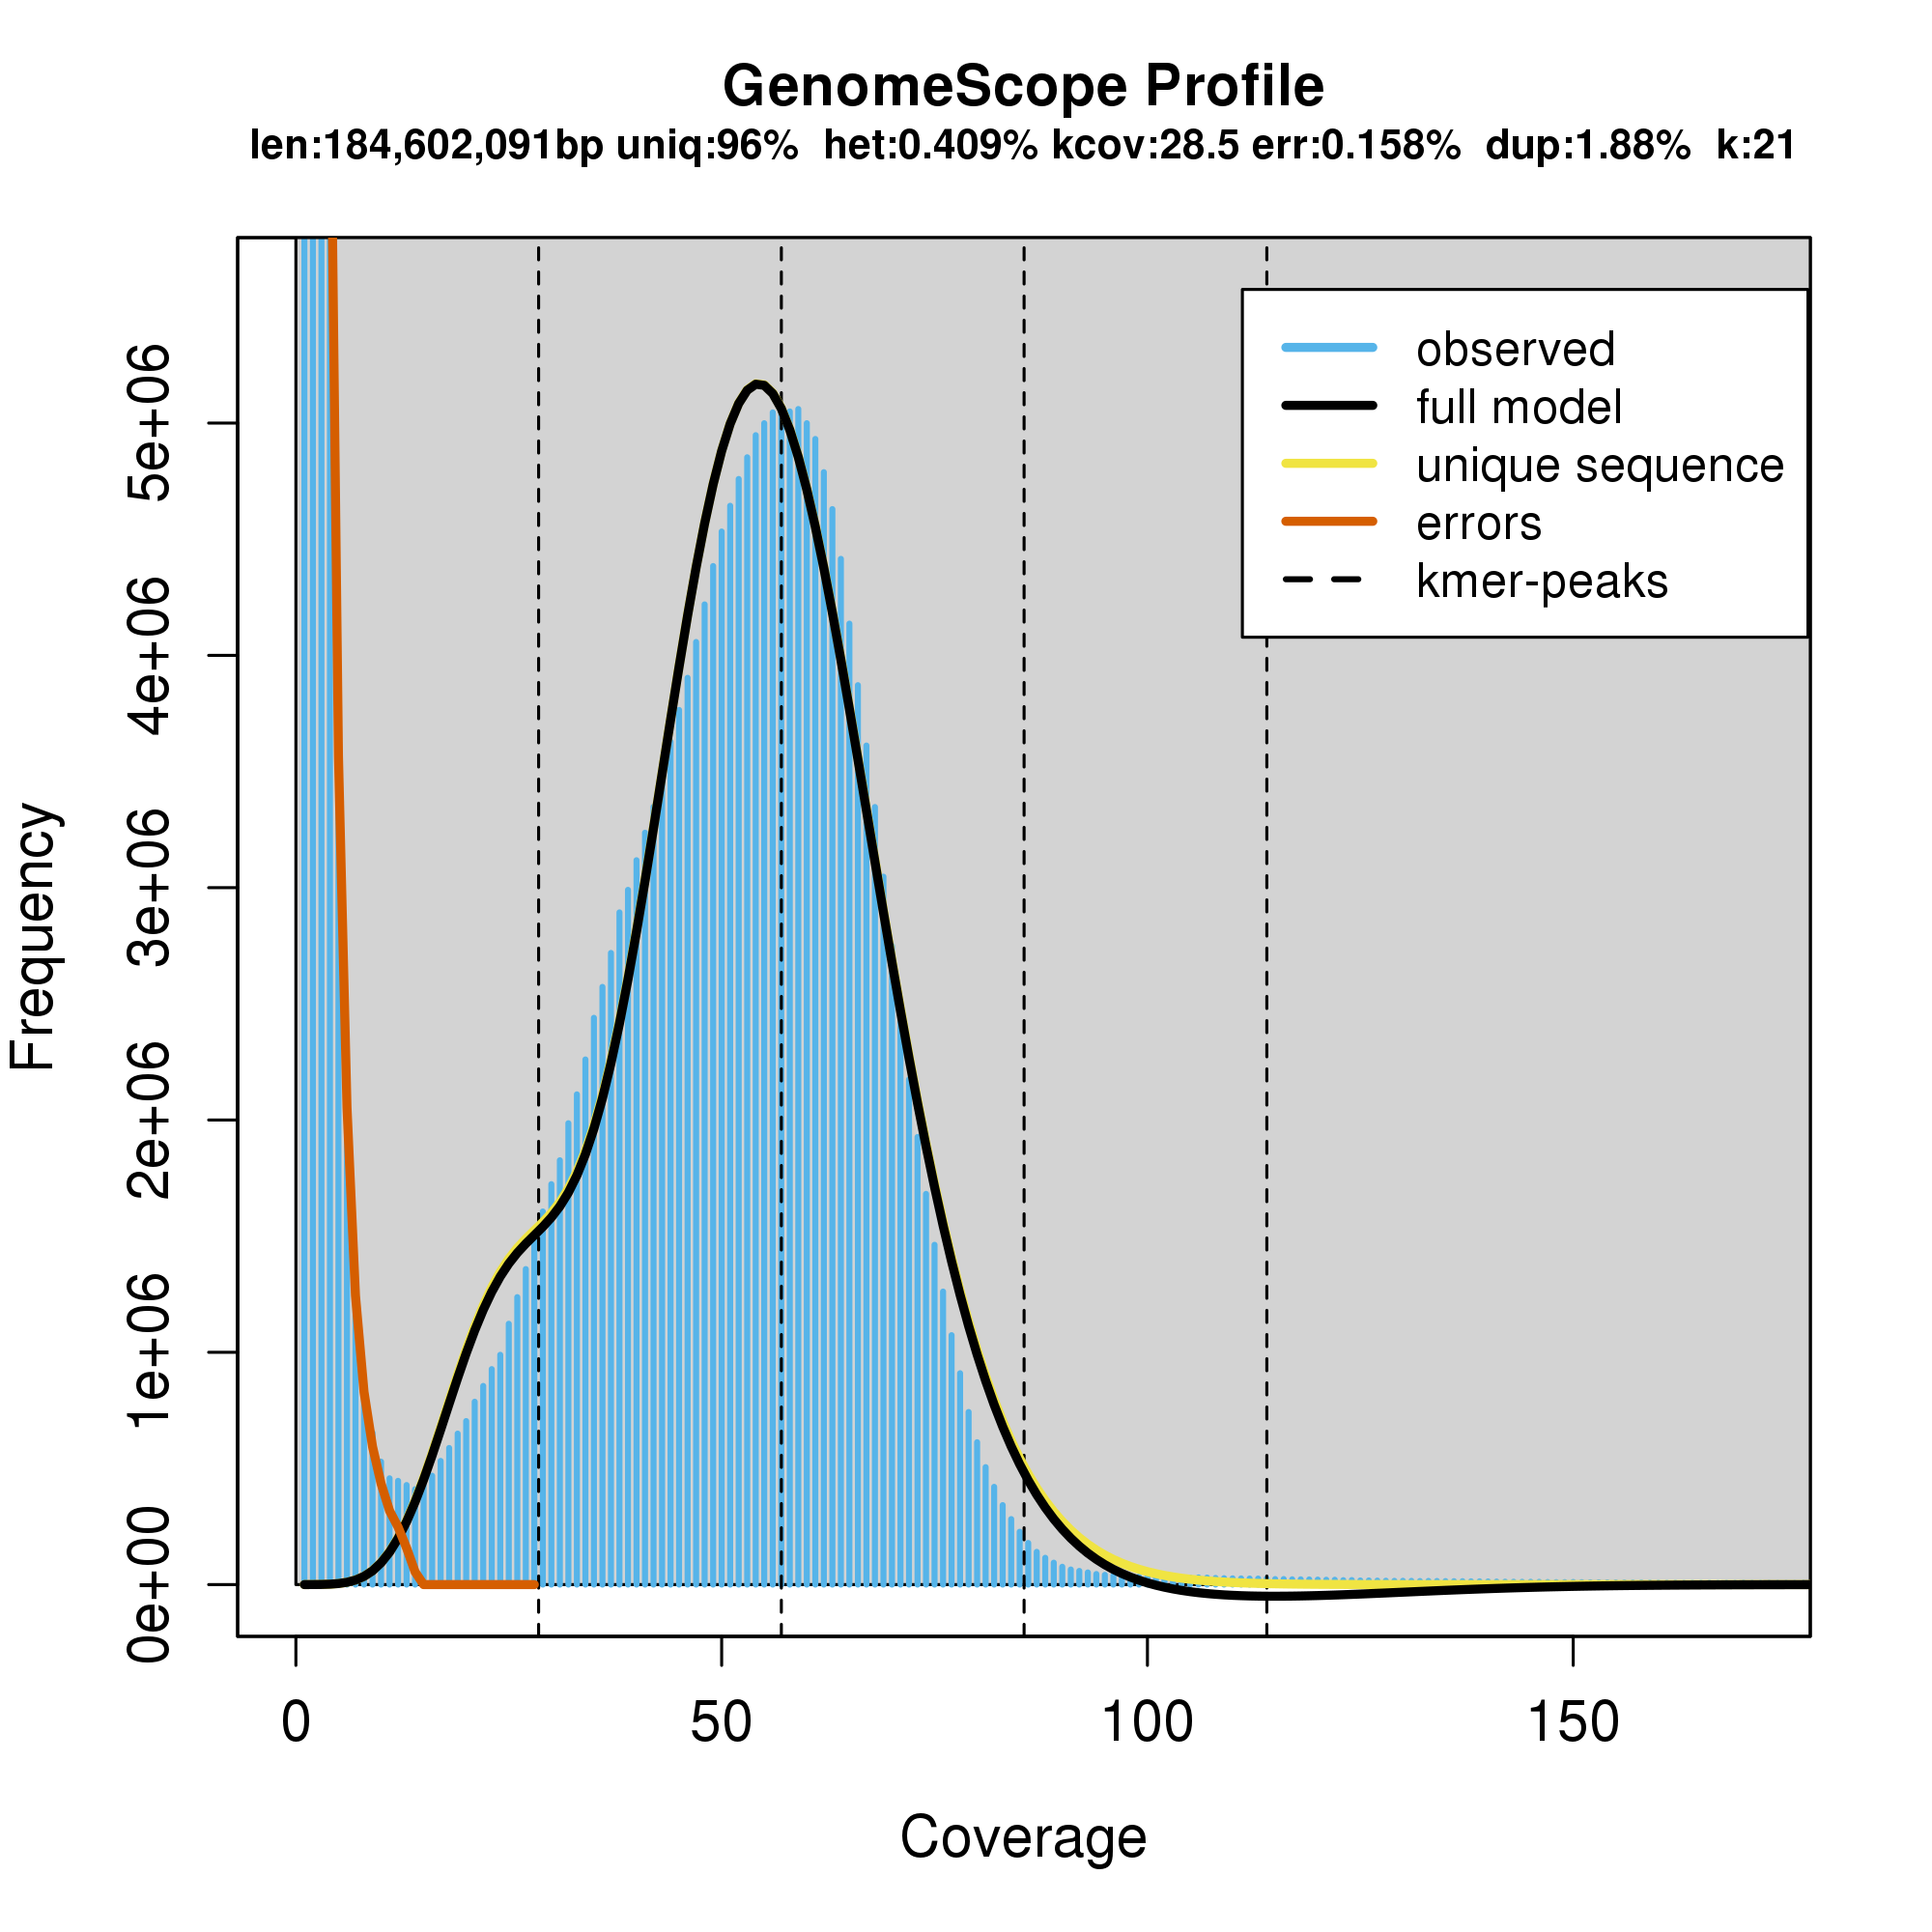 GenomeScope Profile
len:184,602,091bp uniq:96% het:0.409% kcov:28.5 err:0.158% dup:1.88% k:21
observed
full model
unique sequence
errors
kmer-peaks
Frequency
5e+06
4e+06
3e+06
2e+06
1e+06
0e+00
0 50 100 150
Coverage